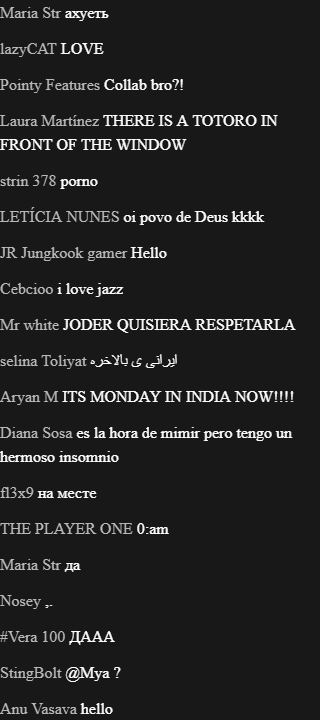 Maria Str ахуеть
lazyCAT LOVE
Pointy Features Collab bro?!
Laura Martínez THERE IS A TOTORO IN
FRONT OF THE WINDOW
strin 378 porno
LETÍCIA NUNES oi povo de Deus kkkk
JR Jungkook gamer Hello
Cebcioo i love jazz
Mr white JODER QUISIERA RESPETARLA
selina Toliyat ایرانی ی بالاخره
Aryan M ITS MONDAY IN INDIA NOW!!!!
Diana Sosa es la hora de mimir pero tengo un
hermoso insomnio
fl3x9 на месте
THE PLAYER ONE 0:am
Maria Str да
Nosey ,.
#Vera 100 ДААА
StingBolt @Mya ?
Anu Vasava hello